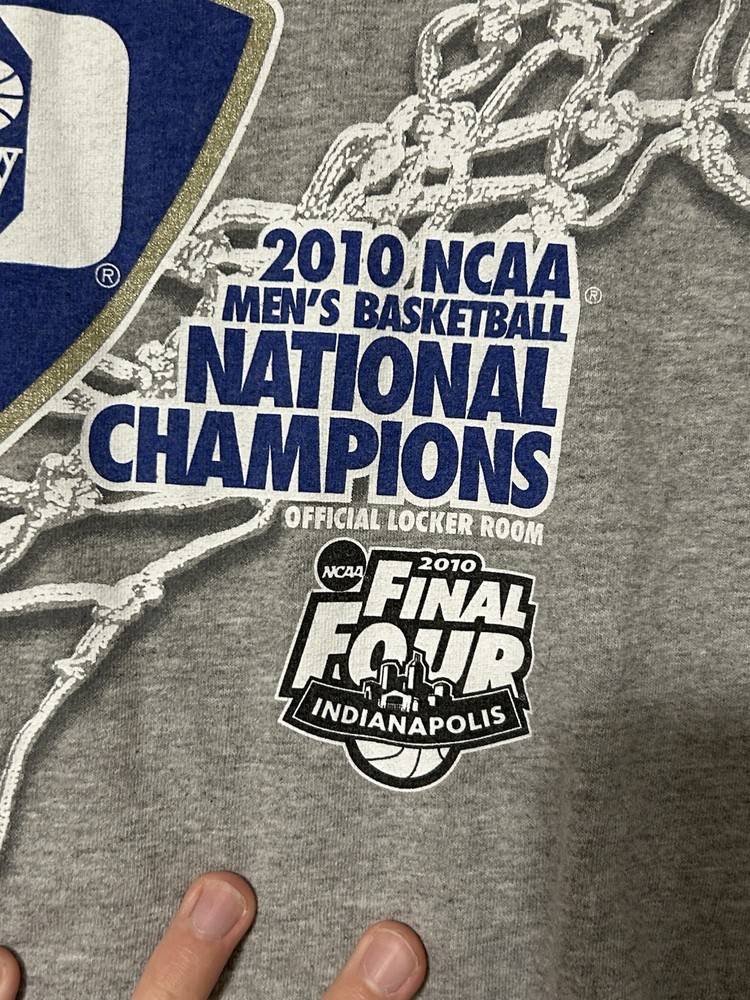 ®
2010 NCAA®
MEN'S BASKETBALL
NATIONAL
CHAMPIONS
OFFICIAL LOCKER ROOM
NCAA
2010
FINAL
FOUR
INDIANAPOLIS